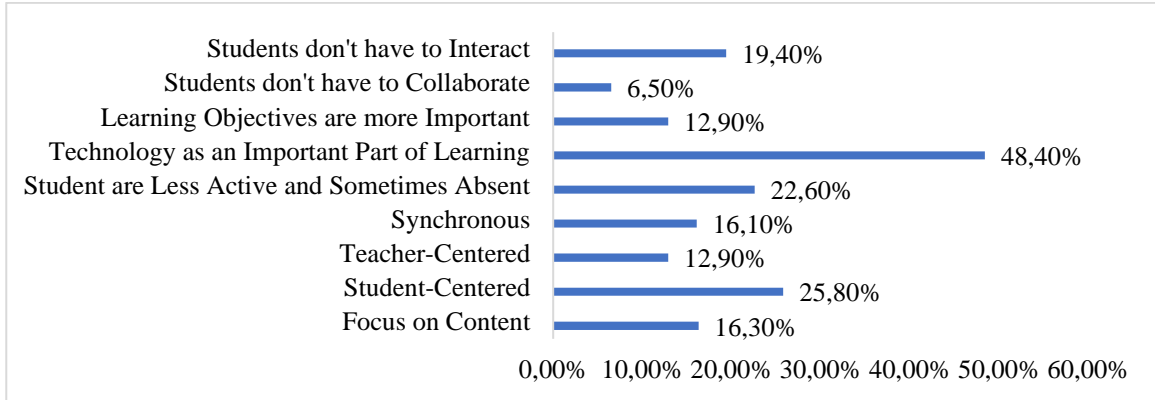 Students don't have to Interact 19,40%
Students don't have to Collaborate 6,50%
Learning Objectives are more Important 12,90%
Technology as an Important Part of Learning 48,40%
Student are Less Active and Sometimes Absent 22,60%
Synchronous 16,10%
Teacher-Centered 12,90%
Student-Centered 25,80%
Focus on Content 16,30%
0,00% 10,00% 20,00% 30,00% 40,00% 50,00% 60,00%